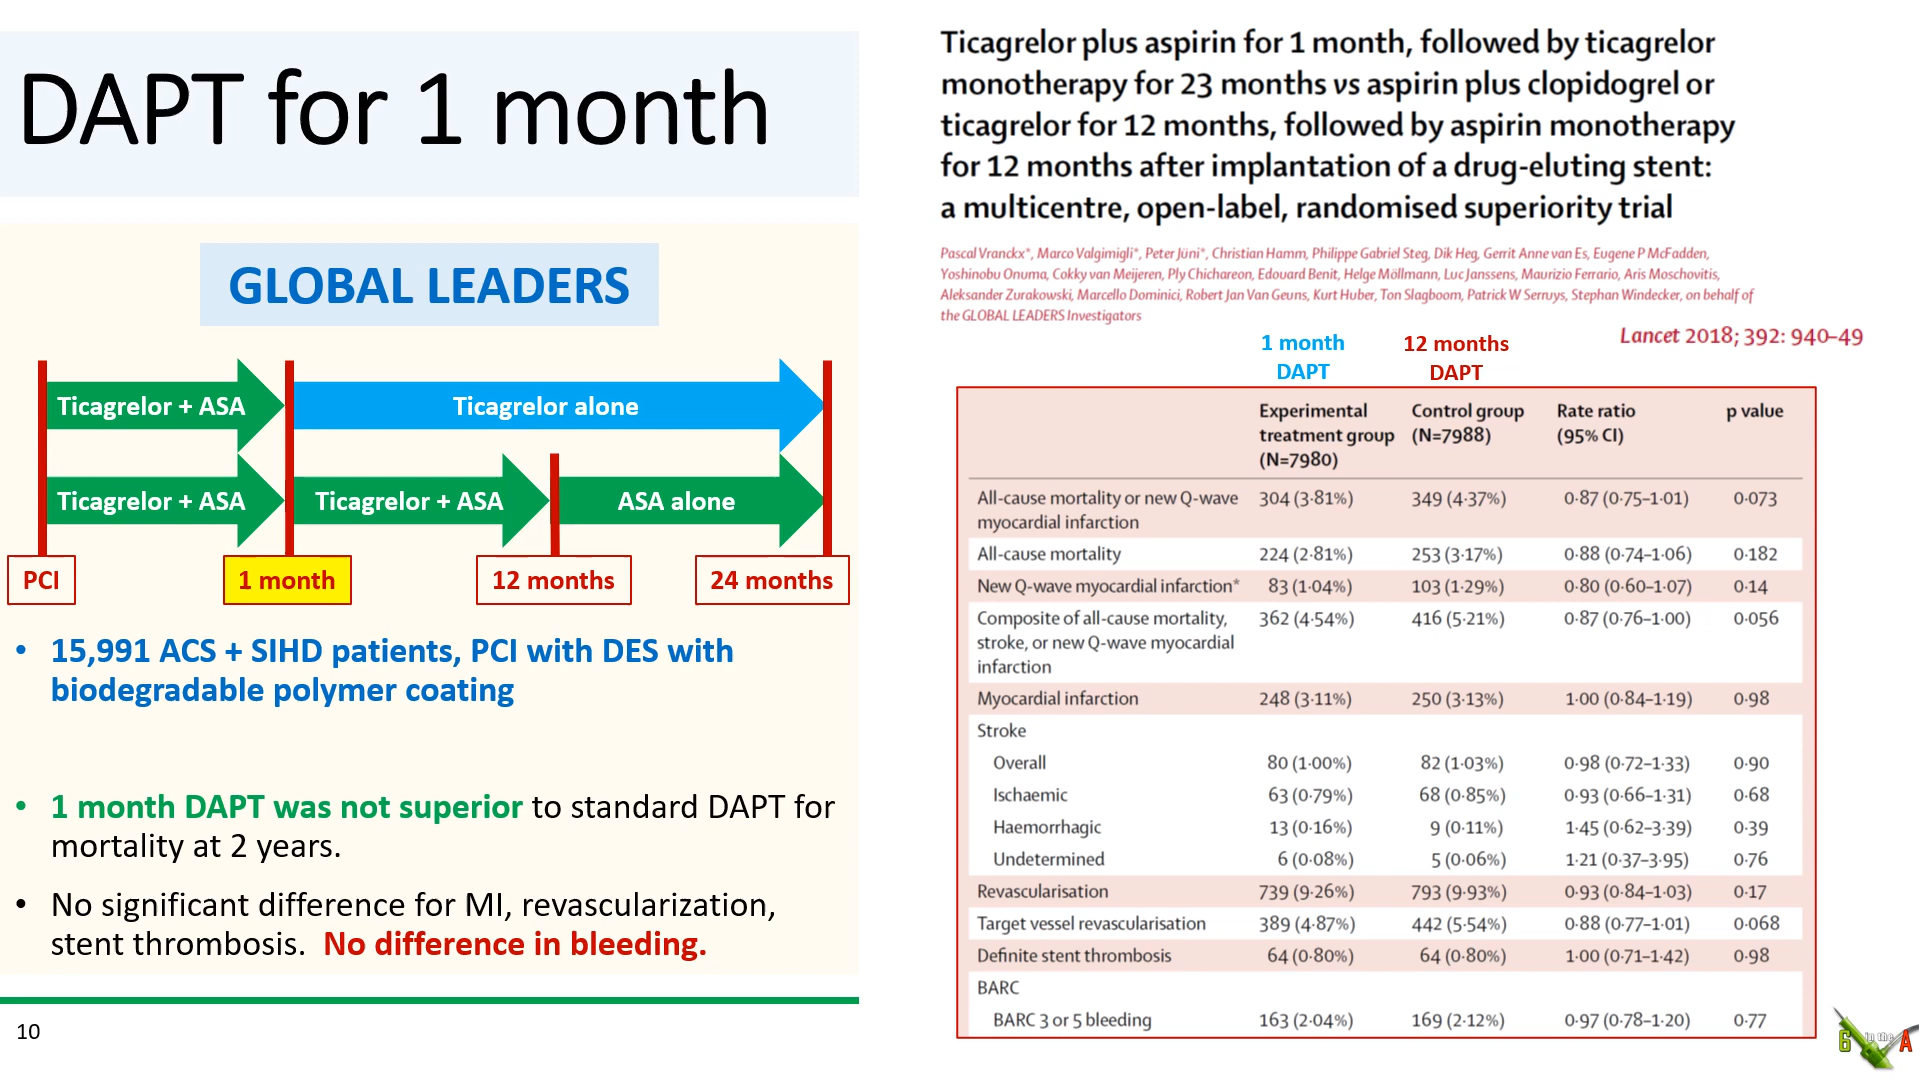 DAPT for 1 month
GLOBAL LEADERS
Ticagrelor + ASA
Ticagrelor alone
Ticagrelor + ASA
Ticagrelor + ASA
ASA alone
PCI
1 month
12 months
24 months
• 15,991 ACS + SIHD patients, PCI with DES with
biodegradable polymer coating
• 1 month DAPT was not superior to standard DAPT for
mortality at 2 years.
• No significant difference for MI, revascularization,
stent thrombosis. No difference in bleeding.
10
Ticagrelor plus aspirin for 1 month, followed by ticagrelor
monotherapy for 23 months vs aspirin plus clopidogrel or
ticagrelor for 12 months, followed by aspirin monotherapy
for 12 months after implantation of a drug-eluting stent:
a multicentre, open-label, randomised superiority trial
Pascal Vranckx*, Marco Valgimigli*, Peter Jüni*, Christian Hamm, Philippe Gabriel Steg, Dik Heg, Gerrit Anne van Es, Eugene P McFadden,
Yoshinobu Onuma, Cokky van Meijeren, Ply Chichareon, Edouard Benit, Helge Möllmann, Luc Janssens, Maurizio Ferrario, Aris Moschovitis,
Aleksander Zurakowski, Marcello Dominici, Robert Jan Van Geuns, Kurt Huber, Ton Slagboom, Patrick W Serruys, Stephan Windecker, on behalf of
the GLOBAL LEADERS Investigators
Lancet 2018; 392: 940–49
1 month
DAPT
12 months
DAPT
Experimental
treatment group
(N=7980)
Control group
(N=7988)
Rate ratio
(95% CI)
p value
All-cause mortality or new Q-wave
myocardial infarction
304 (3·81%) 349 (4·37%) 0·87 (0·75–1·01) 0·073
All-cause mortality 224 (2·81%) 253 (3·17%) 0·88 (0·74–1·06) 0·182
New Q-wave myocardial infarction* 83 (1·04%) 103 (1·29%) 0·80 (0·60–1·07) 0·14
Composite of all-cause mortality,
stroke, or new Q-wave myocardial
infarction
362 (4·54%) 416 (5·21%) 0·87 (0·76–1·00) 0·056
Myocardial infarction 248 (3·11%) 250 (3·13%) 1·00 (0·84–1·19) 0·98
Stroke
Overall 80 (1·00%) 82 (1·03%) 0·98 (0·72–1·33) 0·90
Ischaemic 63 (0·79%) 68 (0·85%) 0·93 (0·66–1·31) 0·68
Haemorrhagic 13 (0·16%) 9 (0·11%) 1·45 (0·62–3·39) 0·39
Undetermined 6 (0·08%) 5 (0·06%) 1·21 (0·37–3·95) 0·76
Revascularisation 739 (9·26%) 793 (9·93%) 0·93 (0·84–1·03) 0·17
Target vessel revascularisation 389 (4·87%) 442 (5·54%) 0·88 (0·77–1·01) 0·068
Definite stent thrombosis 64 (0·80%) 64 (0·80%) 1·00 (0·71–1·42) 0·98
BARC
BARC 3 or 5 bleeding 163 (2·04%) 169 (2·12%) 0·97 (0·78–1·20) 0·77
6 in the A